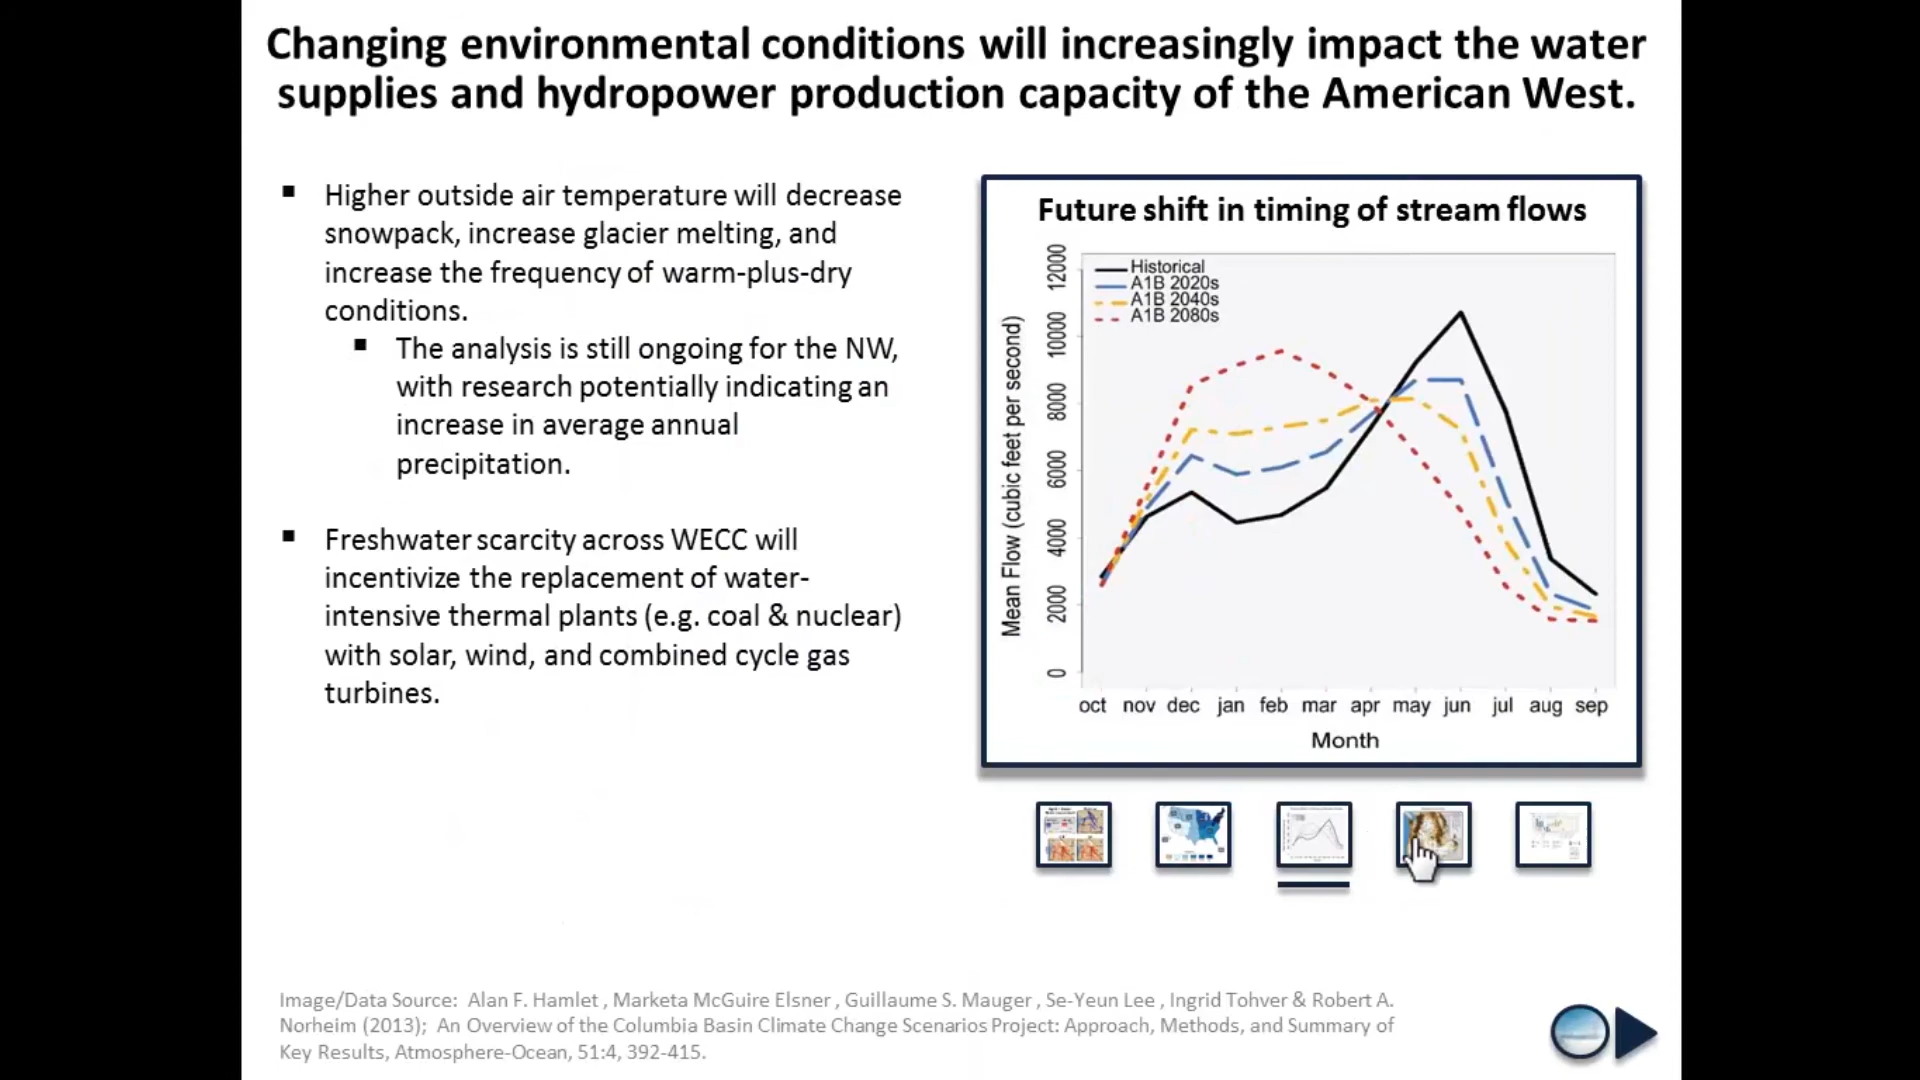 Changing environmental conditions will increasingly impact the water
supplies and hydropower production capacity of the American West.
▪ Higher outside air temperature will decrease
snowpack, increase glacier melting, and
increase the frequency of warm-plus-dry
conditions.
▪ The analysis is still ongoing for the NW,
with research potentially indicating an
increase in average annual
precipitation.
▪ Freshwater scarcity across WECC will
incentivize the replacement of water-
intensive thermal plants (e.g. coal & nuclear)
with solar, wind, and combined cycle gas
turbines.
Future shift in timing of stream flows
Historical
A1B 2020s
A1B 2040s
A1B 2080s
Mean Flow (cubic feet per second)
12000
10000
8000
6000
4000
2000
0
oct nov dec jan feb mar apr may jun jul aug sep
Month
Image/Data Source: Alan F. Hamlet , Marketa McGuire Elsner , Guillaume S. Mauger , Se-Yeun Lee , Ingrid Tohver & Robert A.
Norheim (2013); An Overview of the Columbia Basin Climate Change Scenarios Project: Approach, Methods, and Summary of
Key Results, Atmosphere-Ocean, 51:4, 392-415.